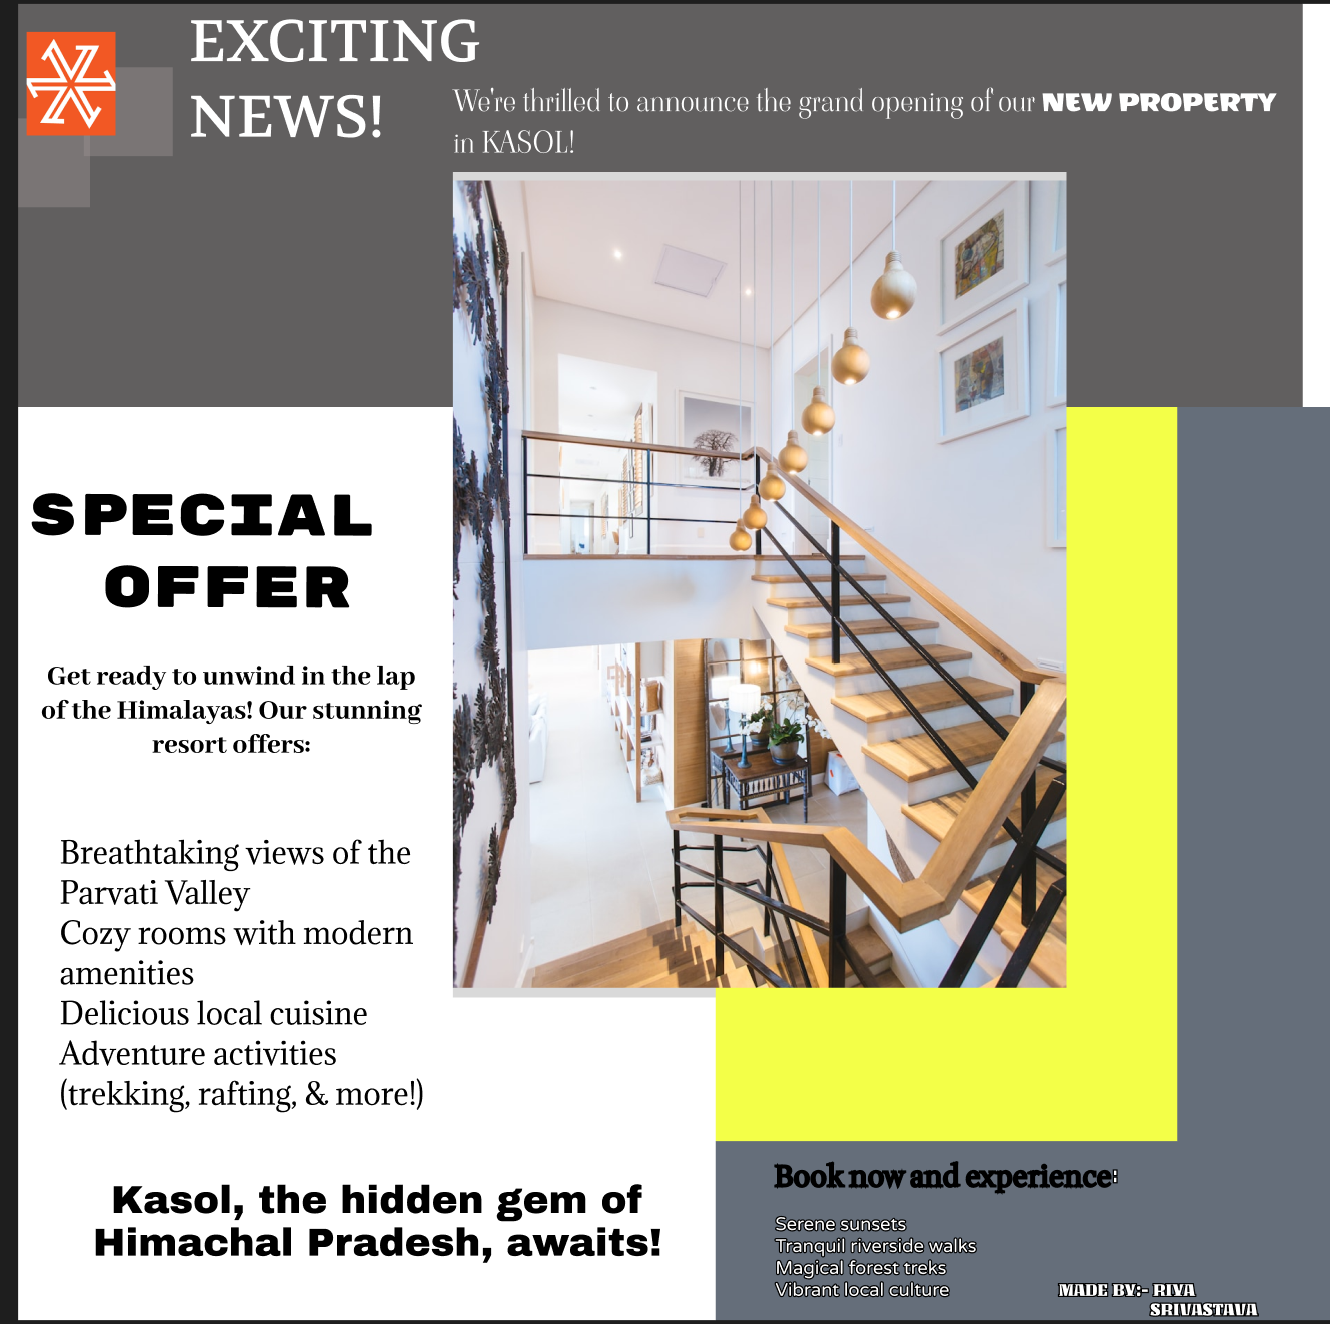 EXCITING
NEWS!
We're thrilled to announce the grand opening of our NEW PROPERTY
in KASOL!
SPECIAL
OFFER
Get ready to unwind in the lap
of the Himalayas! Our stunning
resort offers:
Breathtaking views of the
Parvati Valley
Cozy rooms with modern
amenities
Delicious local cuisine
Adventure activities
(trekking, rafting, & more!)
Kasol, the hidden gem of
Himachal Pradesh, awaits!
Book now and experience:
Serene sunsets
Tranquil riverside walks
Magical forest treks
Vibrant local culture
MADE BY:- RIYA
SRIVASTAVA